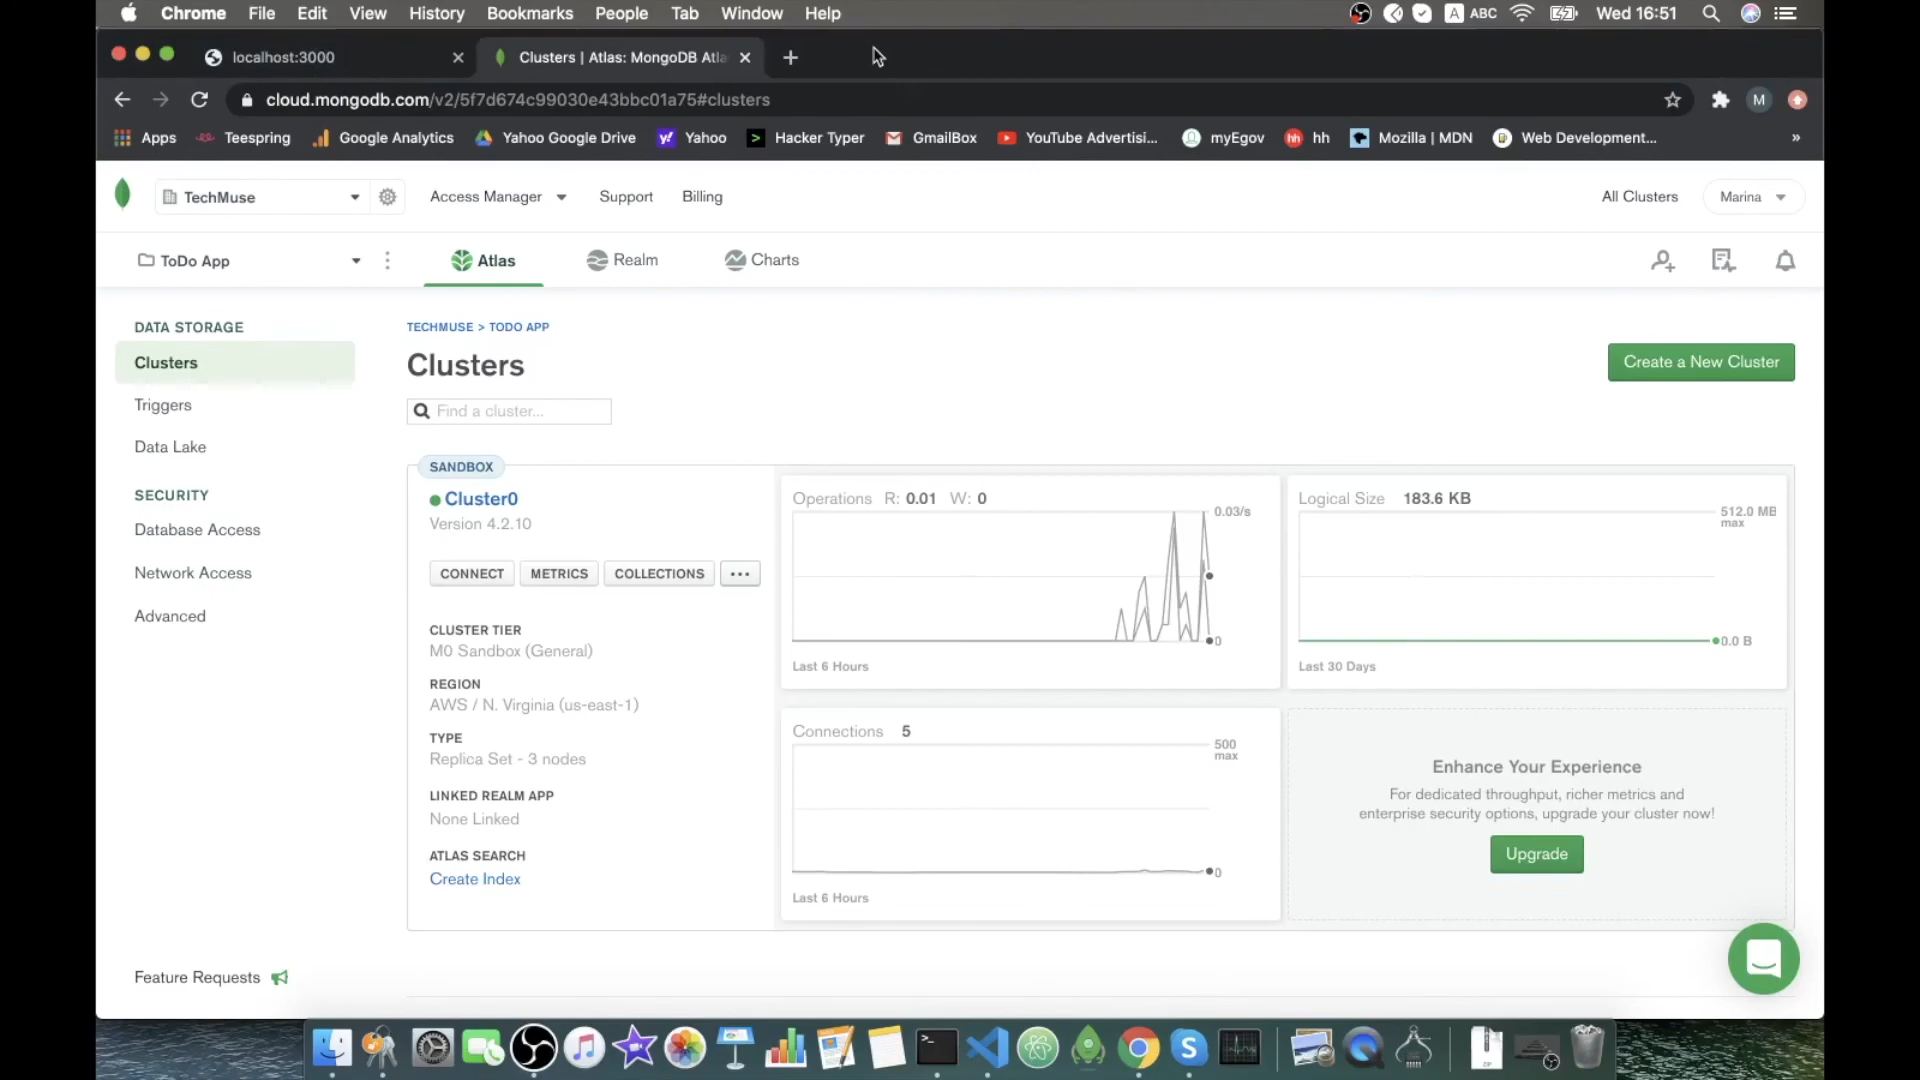 Chrome File Edit View History Bookmarks People Tab Window Help A ABC Wed 16:51
localhost:3000 Clusters | Atlas: MongoDB Atla
cloud.mongodb.com/v2/5f7d674c99030e43bbc01a75#clusters M
Apps Teespring Google Analytics Yahoo Google Drive Yahoo Hacker Typer GmailBox YouTube Advertisi... myEgov hh hh Mozilla | MDN Web Development... »
TechMuse Access Manager Support Billing All Clusters Marina
ToDo App Atlas Realm Charts
DATA STORAGE
Clusters
Triggers
Data Lake
SECURITY
Database Access
Network Access
Advanced
Feature Requests
TECHMUSE > TODO APP
Clusters
Create a New Cluster
Find a cluster...
SANDBOX
Cluster0
Version 4.2.10
CONNECT METRICS COLLECTIONS ...
CLUSTER TIER
M0 Sandbox (General)
REGION
AWS / N. Virginia (us-east-1)
TYPE
Replica Set - 3 nodes
LINKED REALM APP
None Linked
ATLAS SEARCH
Create Index
Operations R: 0.01 W: 0
0.03/s
0
Last 6 Hours
Logical Size 183.6 KB
512.0 MB
max
0.0 B
Last 30 Days
Connections 5
500
max
0
Last 6 Hours
Enhance Your Experience
For dedicated throughput, richer metrics and
enterprise security options, upgrade your cluster now!
Upgrade